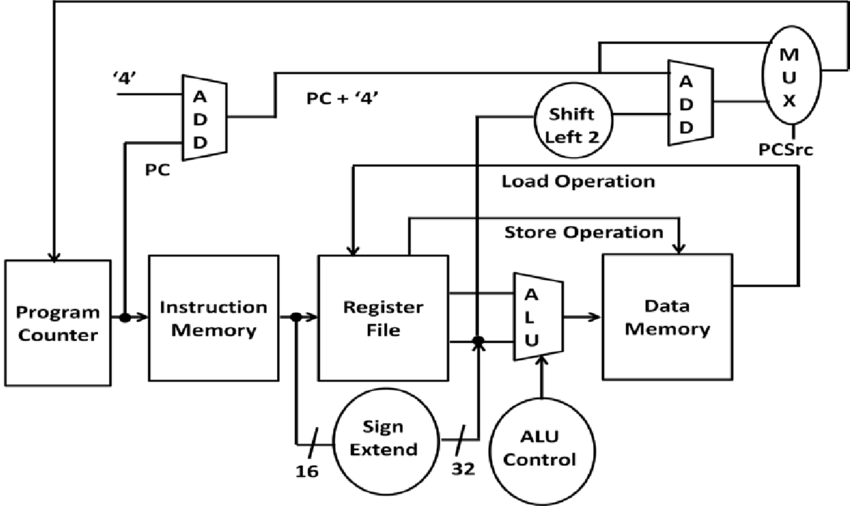 ‘4’
A
D
D
PC + ‘4’
PC
Shift
Left 2
A
D
D
M
U
X
PCSrc
Load Operation
Store Operation
Program
Counter
Instruction
Memory
Register
File
A
L
U
Data
Memory
Sign
Extend
16
32
ALU
Control